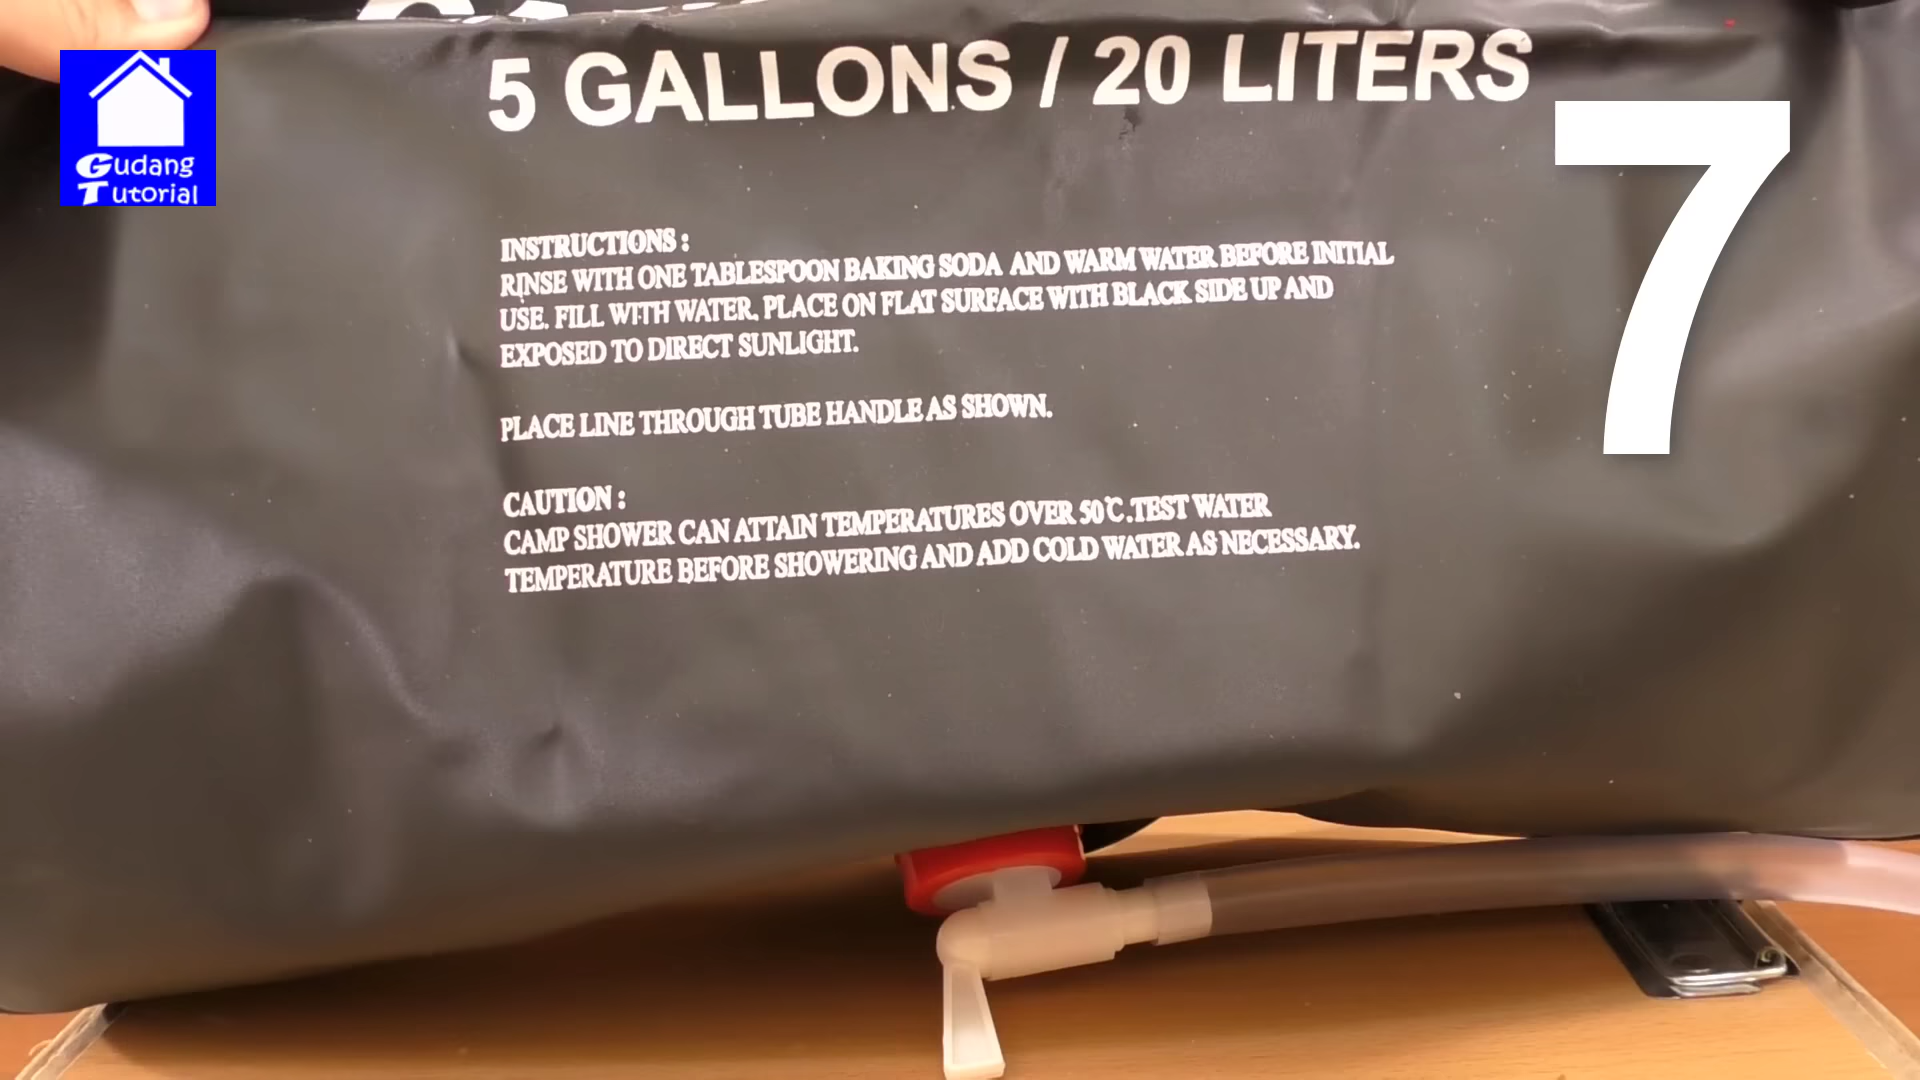 5 GALLONS / 20 LITERS
7
Gudang
Tutorial
INSTRUCTIONS :
RINSE WITH ONE TABLESPOON BAKING SODA AND WARM WATER BEFORE INITIAL
USE. FILL WITH WATER, PLACE ON FLAT SURFACE WITH BLACK SIDE UP AND
EXPOSED TO DIRECT SUNLIGHT.
PLACE LINE THROUGH TUBE HANDLE AS SHOWN.
CAUTION :
CAMP SHOWER CAN ATTAIN TEMPERATURES OVER 50℃.TEST WATER
TEMPERATURE BEFORE SHOWERING AND ADD COLD WATER AS NECESSARY.